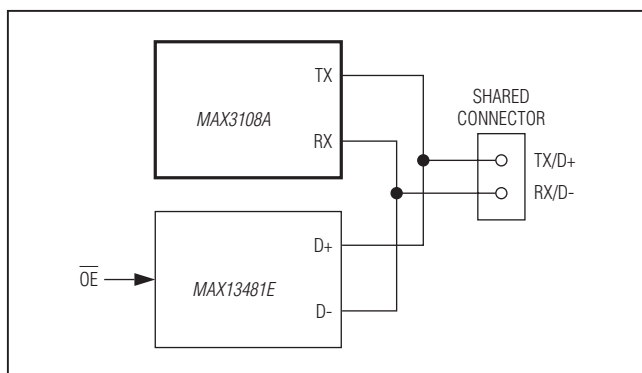 TX
MAX3108A
RX
SHARED
CONNECTOR
TX/D+
RX/D-
D+
OE
MAX13481E
D-